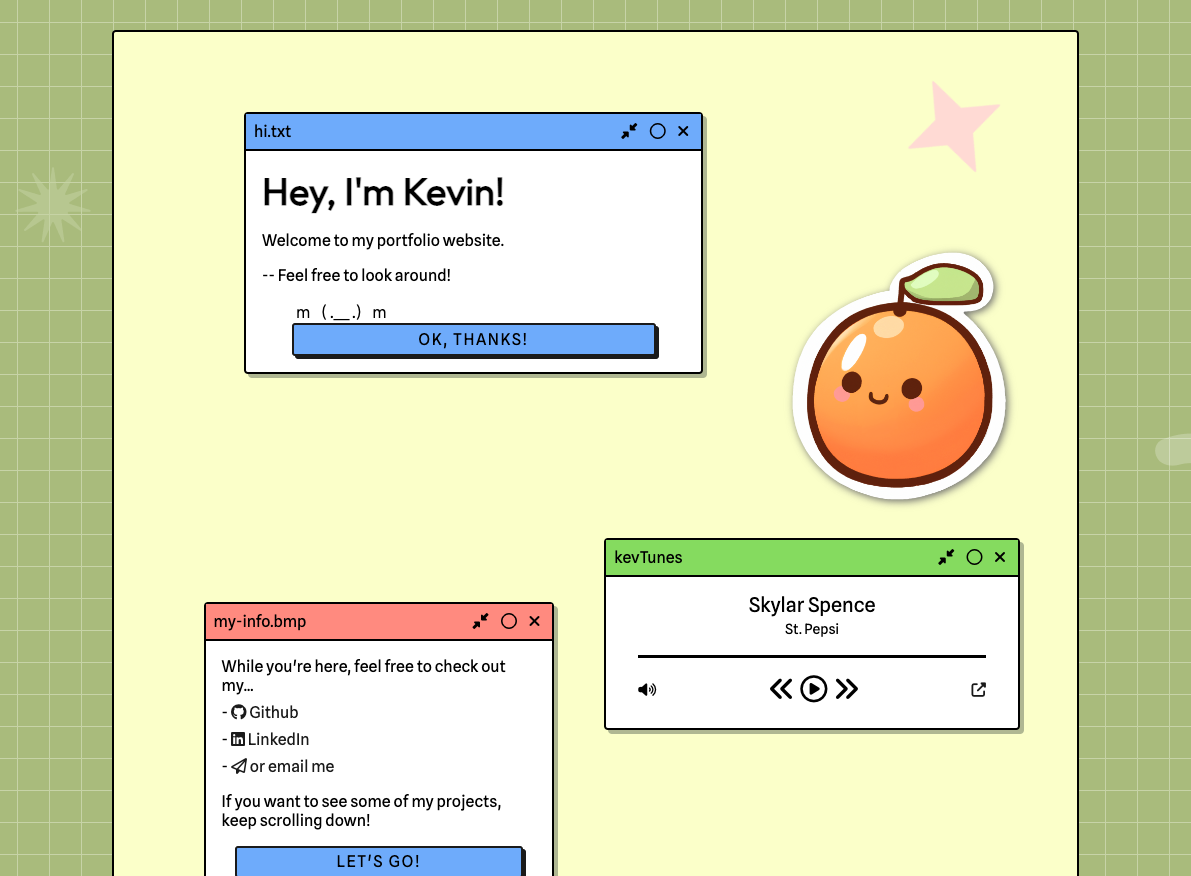 hi.txt
Hey, I'm Kevin!
Welcome to my portfolio website.
-- Feel free to look around!
m (.__.) m
OK, THANKS!
kevTunes
Skylar Spence
St. Pepsi
my-info.bmp
While you're here, feel free to check out
my...
- Github
- LinkedIn
- or email me
If you want to see some of my projects,
keep scrolling down!
LET'S GO!